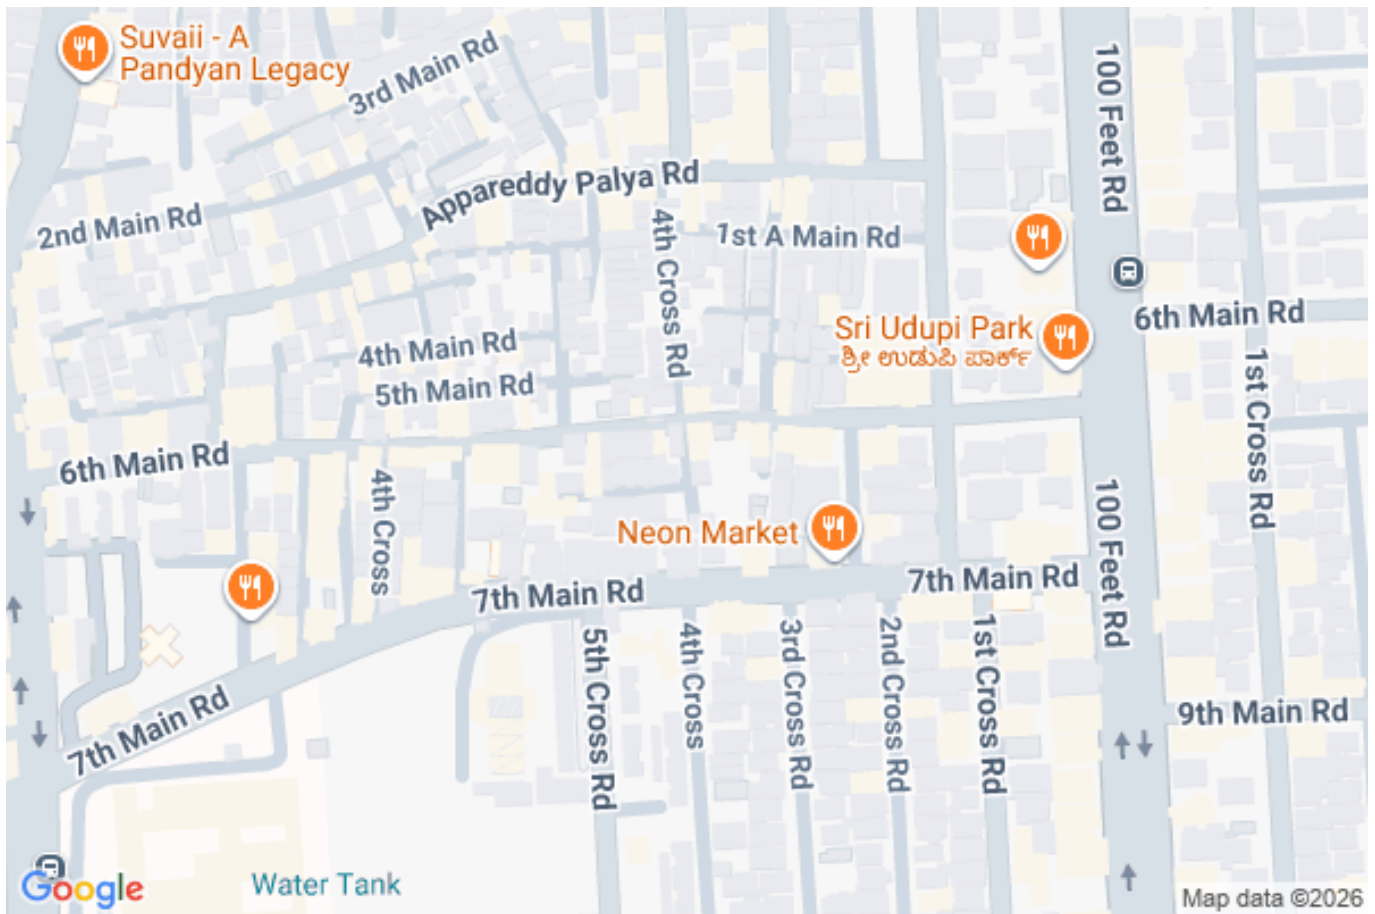 Suvaii - A
Pandyan Legacy
3rd Main Rd
100 Feet Rd
Appareddy Palya Rd
2nd Main Rd
4th Cross Rd
1st A Main Rd
6th Main Rd
Sri Udupi Park
ಶ್ರೀ ಉಡುಪಿ ಪಾರ್ಕ್
4th Main Rd
5th Main Rd
1st Cross Rd
6th Main Rd
4th Cross
100 Feet Rd
Neon Market
7th Main Rd
7th Main Rd
5th Cross Rd
4th Cross
3rd Cross Rd
2nd Cross Rd
1st Cross Rd
7th Main Rd
9th Main Rd
Water Tank
Google
Map data ©2026